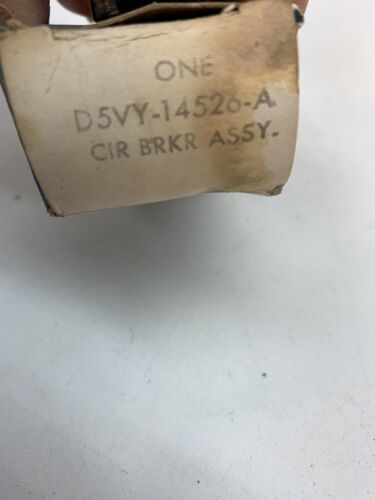 ONE
D5VY-14526-A
CIR BRKR ASSY.